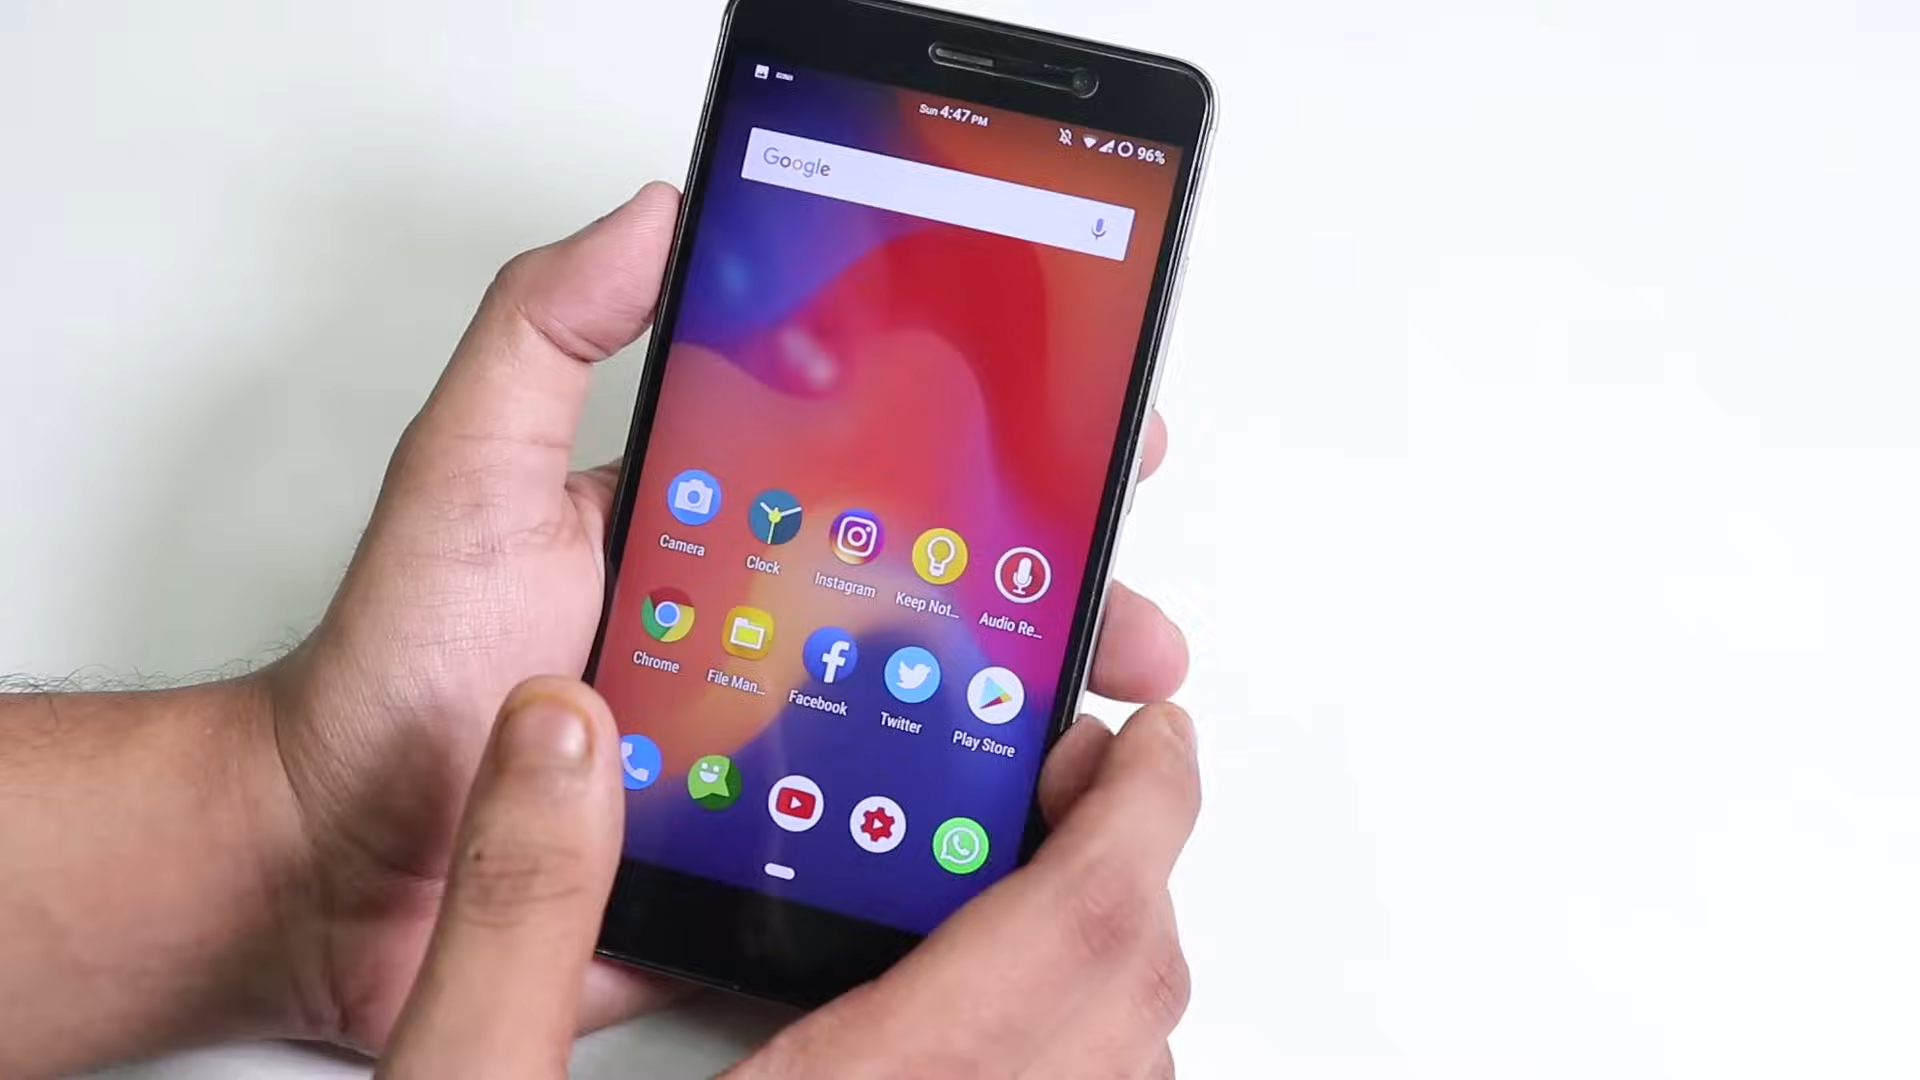 Sun 4:47 PM
96%
Google
Camera
Clock
Instagram
Keep Not...
Audio Re...
Chrome
File Man...
Facebook
Twitter
Play Store